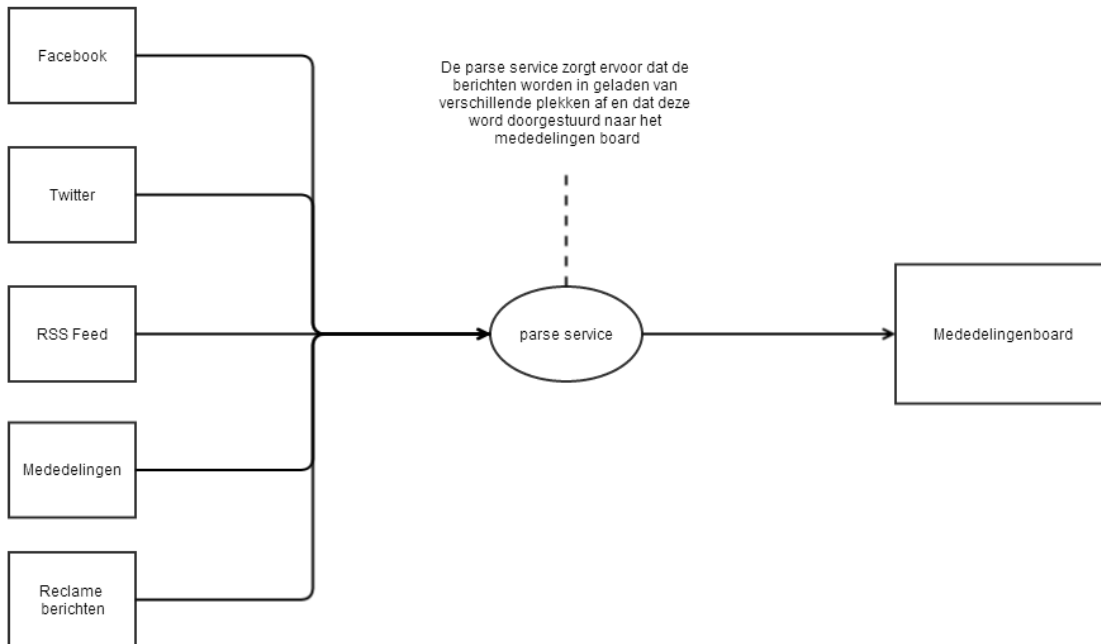 Facebook
De parse service zorgt ervoor dat de
berichten worden in geladen van
verschillende plekken af en dat deze
word doorgestuurd naar het
mededelingen board
Twitter
RSS Feed
parse service
Mededelingenboard
Mededelingen
Reclame
berichten